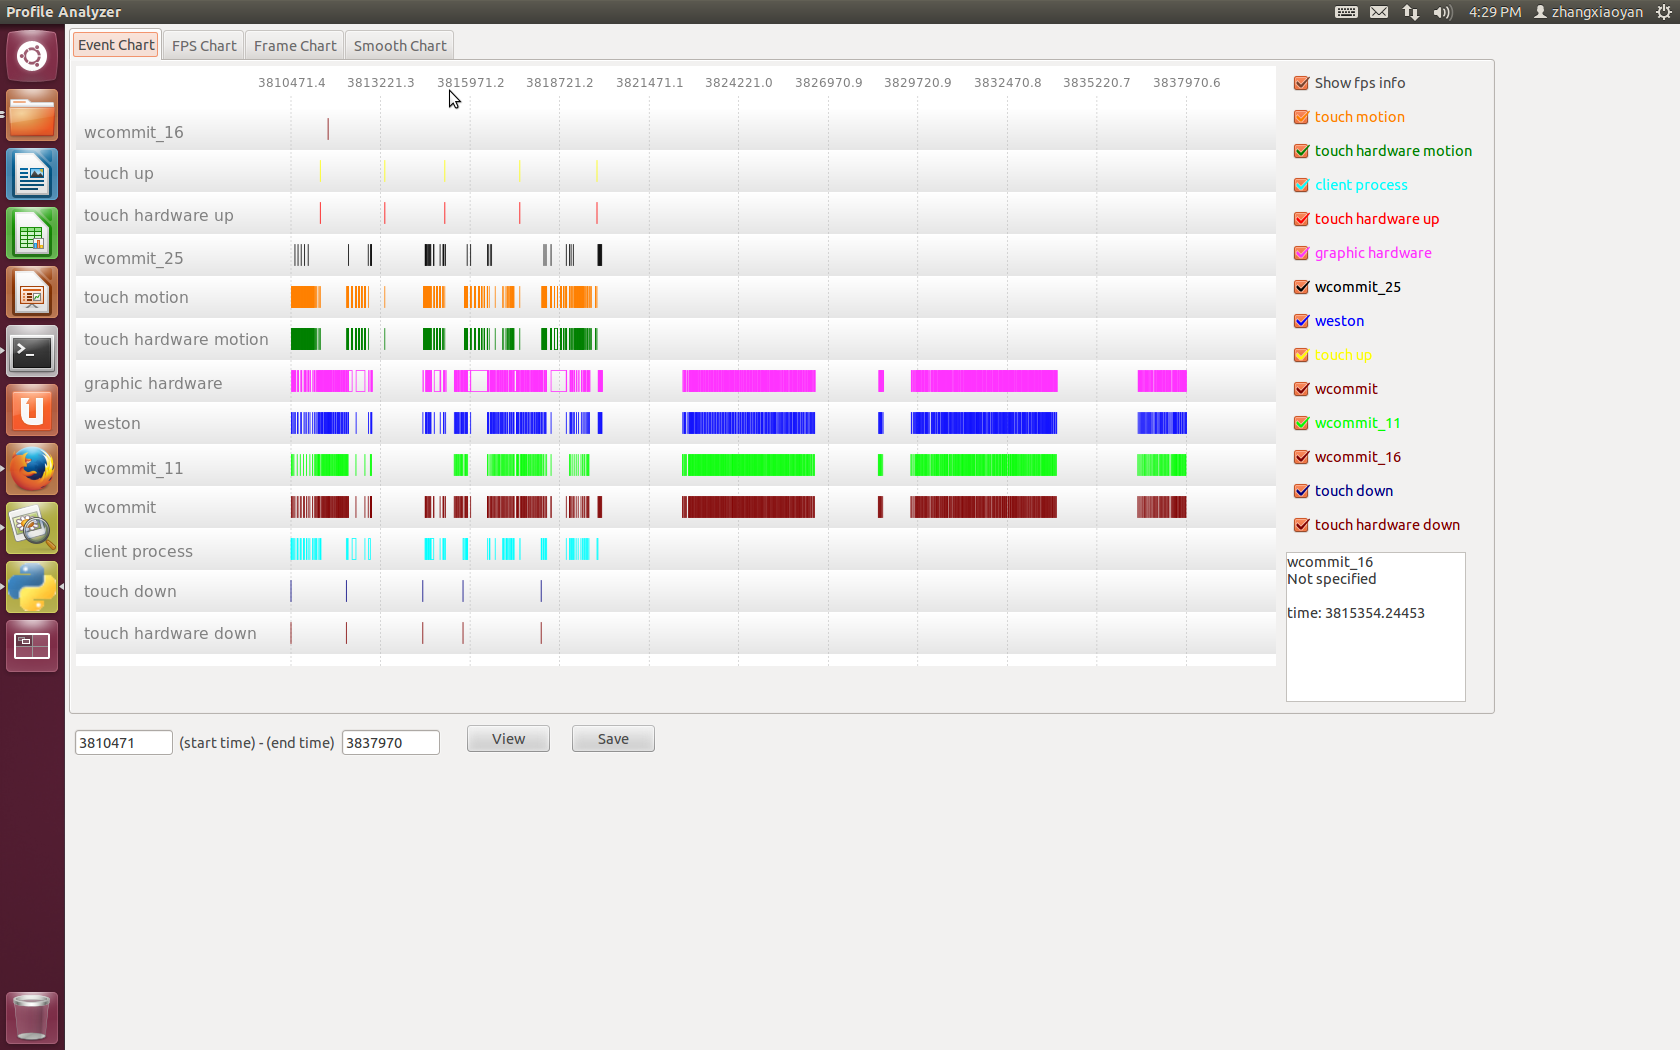 Profile Analyzer
4:29 PM zhangxiaoyan
Event Chart FPS Chart Frame Chart Smooth Chart
3810471.4 3813221.3 3815971.2 3818721.2 3821471.1 3824221.0 3826970.9 3829720.9 3832470.8 3835220.7 3837970.6
wcommit_16
touch up
touch hardware up
wcommit_25
touch motion
touch hardware motion
graphic hardware
weston
wcommit_11
wcommit
client process
touch down
touch hardware down
Show fps info
touch motion
touch hardware motion
client process
touch hardware up
graphic hardware
wcommit_25
weston
touch up
wcommit
wcommit_11
wcommit_16
touch down
touch hardware down
wcommit_16
Not specified
time: 3815354.24453
3810471 (start time) - (end time) 3837970 View Save